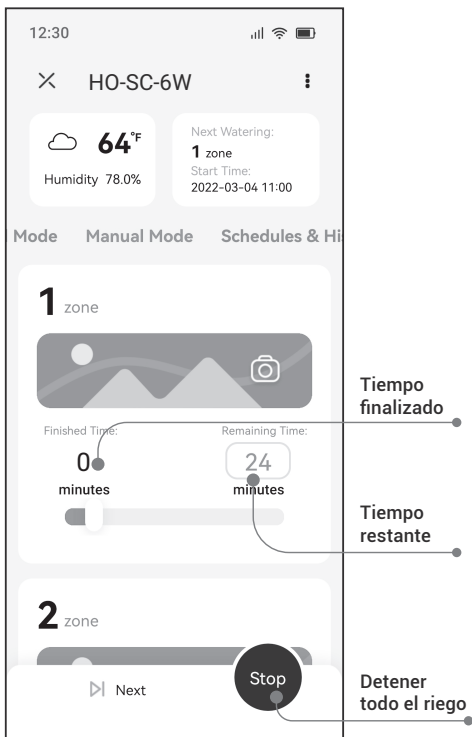 12:30
HO-SC-6W
64°F
Humidity 78.0%
Next Watering:
1 zone
Start Time:
2022-03-04 11:00
Mode Manual Mode Schedules & Hi
1 zone
Finished Time: Remaining Time:
0 24
minutes minutes
2 zone
Next
Stop
Tiempo
finalizado
Tiempo
restante
Detener
todo el riego